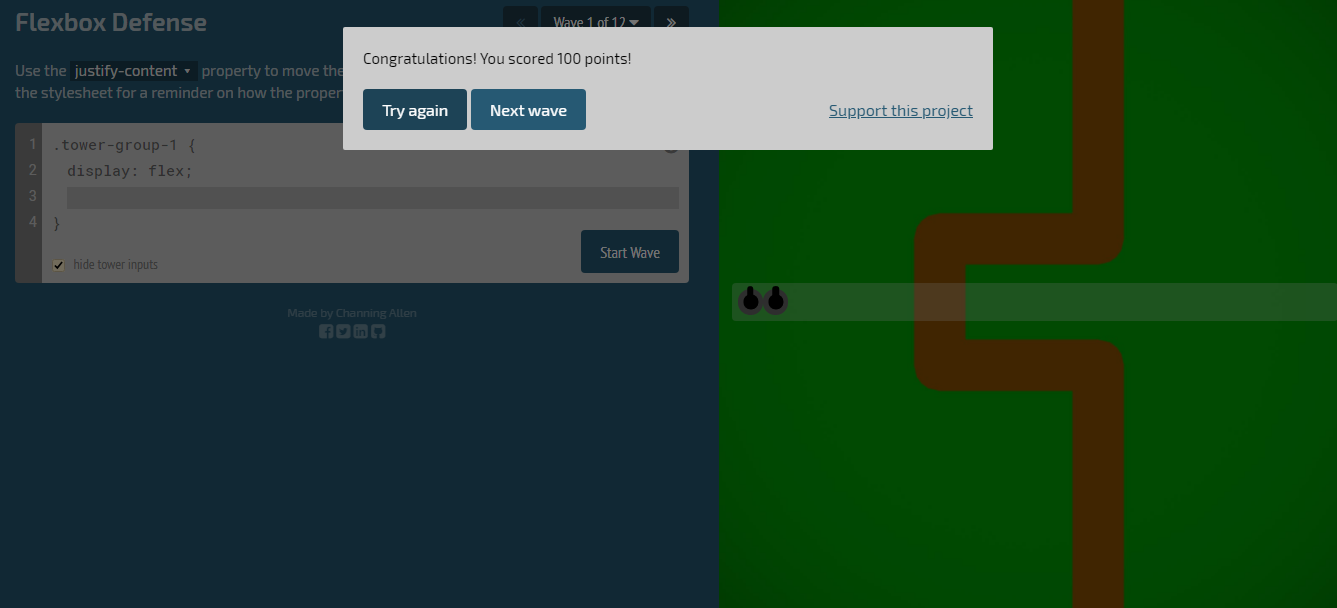 Flexbox Defense
« Wave 1 of 12 »
Congratulations! You scored 100 points!
Try again Next wave Support this project
Use the justify-content property to move the
the stylesheet for a reminder on how the proper
1 .tower-group-1 {
2 display: flex;
3
4 }
hide tower inputs
Start Wave
Made by Channing Allen